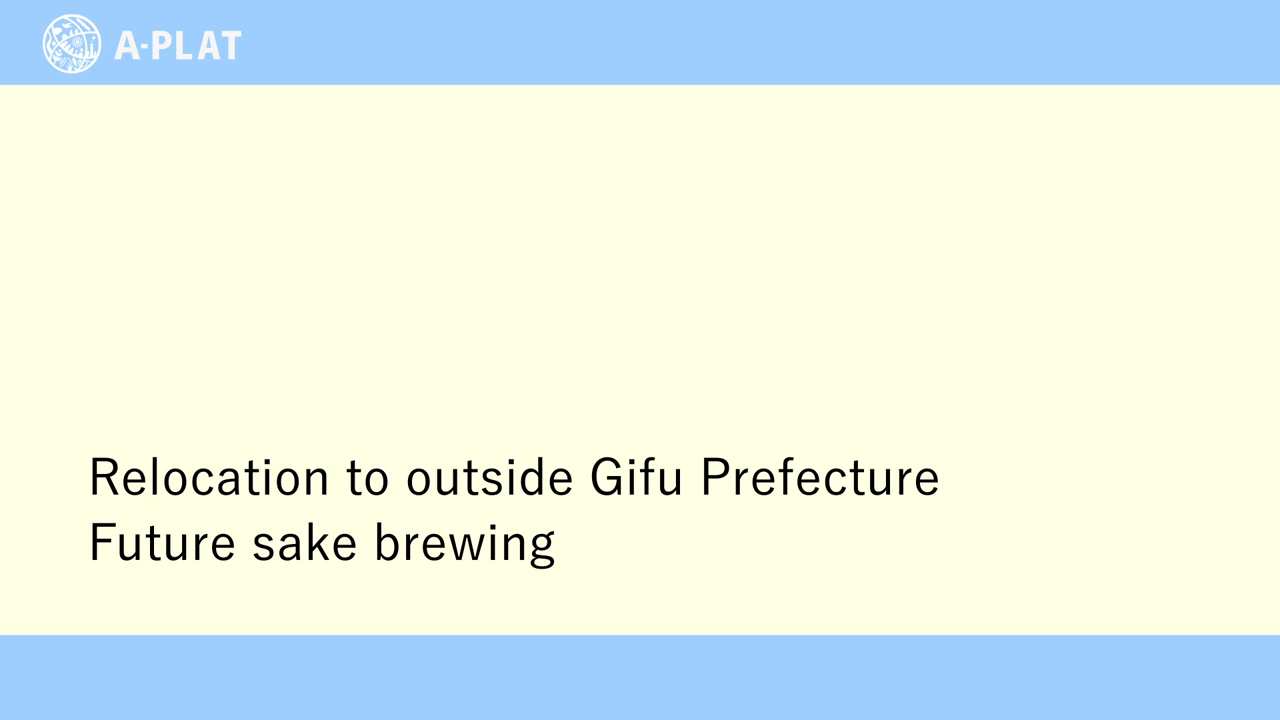 A-PLAT
Relocation to outside Gifu Prefecture
Future sake brewing